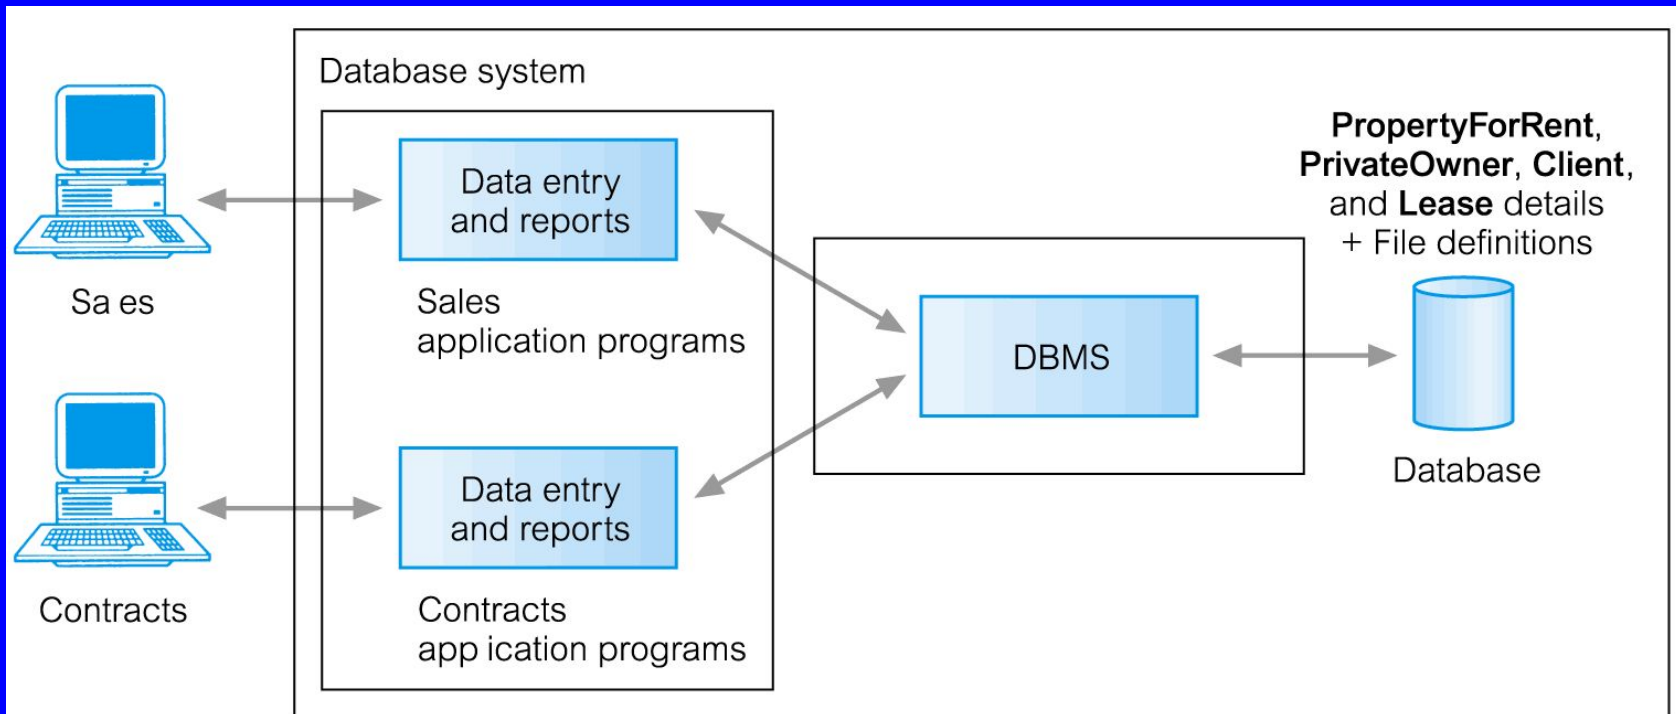 Database system
PropertyForRent,
PrivateOwner, Client,
and Lease details
+ File definitions
Data entry
and reports
Sa es
Sales
application programs
DBMS
Database
Data entry
and reports
Contracts
Contracts
app ication programs